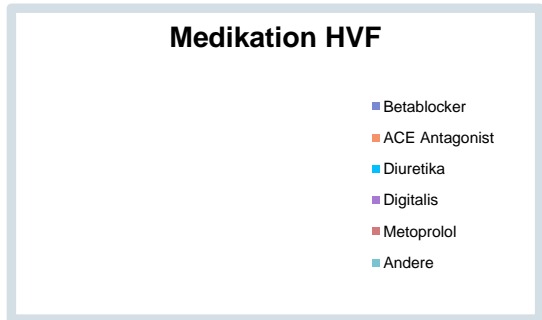 Medikation HVF
Betablocker
ACE Antagonist
Diuretika
Digitalis
Metoprolol
Andere